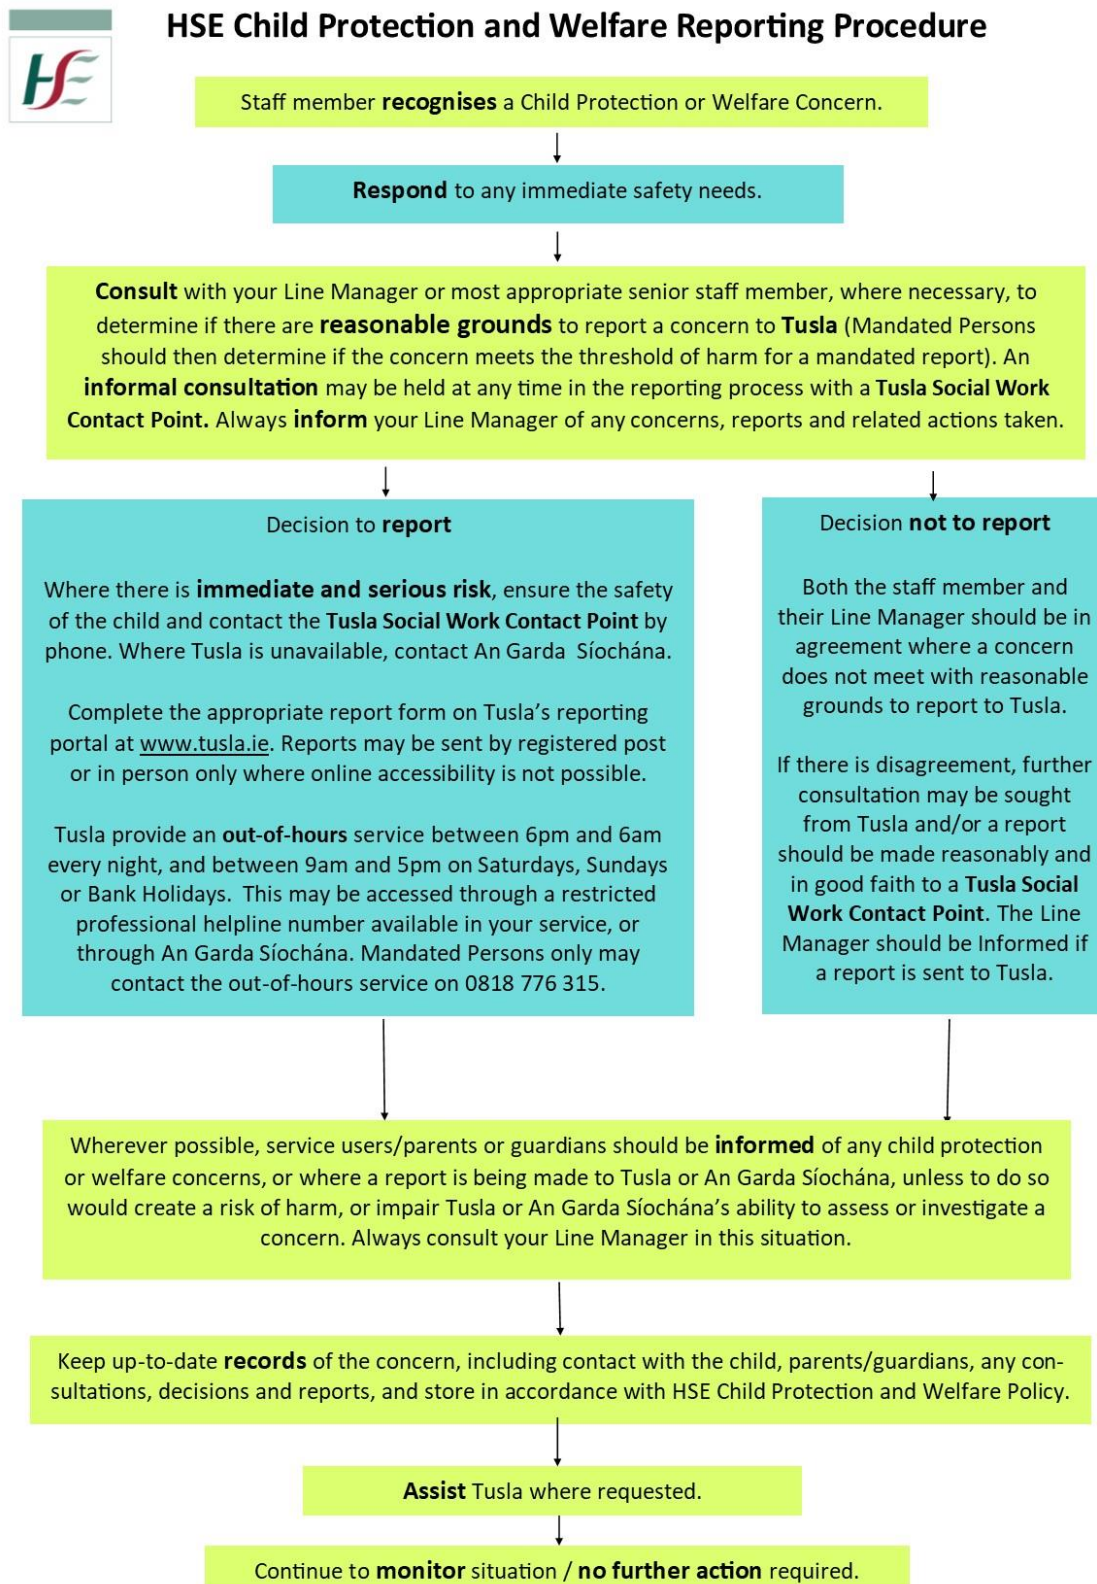 HSE Child Protection and Welfare Reporting Procedure
HSE
Staff member recognises a Child Protection or Welfare Concern.
Respond to any immediate safety needs.
Consult with your Line Manager or most appropriate senior staff member, where necessary, to
determine if there are reasonable grounds to report a concern to Tusla (Mandated Persons
should then determine if the concern meets the threshold of harm for a mandated report). An
informal consultation may be held at any time in the reporting process with a Tusla Social Work
Contact Point. Always inform your Line Manager of any concerns, reports and related actions taken.
Decision to report
Where there is immediate and serious risk, ensure the safety
of the child and contact the Tusla Social Work Contact Point by
phone. Where Tusla is unavailable, contact An Garda Síochána.
Complete the appropriate report form on Tusla's reporting
portal at www.tusla.ie. Reports may be sent by registered post
or in person only where online accessibility is not possible.
Tusla provide an out-of-hours service between 6pm and 6am
every night, and between 9am and 5pm on Saturdays, Sundays
or Bank Holidays. This may be accessed through a restricted
professional helpline number available in your service, or
through An Garda Síochána. Mandated Persons only may
contact the out-of-hours service on 0818 776 315.
Decision not to report
Both the staff member and
their Line Manager should be in
agreement where a concern
does not meet with reasonable
grounds to report to Tusla.
If there is disagreement, further
consultation may be sought
from Tusla and/or a report
should be made reasonably and
in good faith to a Tusla Social
Work Contact Point. The Line
Manager should be Informed if
a report is sent to Tusla.
Wherever possible, service users/parents or guardians should be informed of any child protection
or welfare concerns, or where a report is being made to Tusla or An Garda Síochána, unless to do so
would create a risk of harm, or impair Tusla or An Garda Síochána's ability to assess or investigate a
concern. Always consult your Line Manager in this situation.
Keep up-to-date records of the concern, including contact with the child, parents/guardians, any con-
sultations, decisions and reports, and store in accordance with HSE Child Protection and Welfare Policy.
Assist Tusla where requested.
Continue to monitor situation / no further action required.